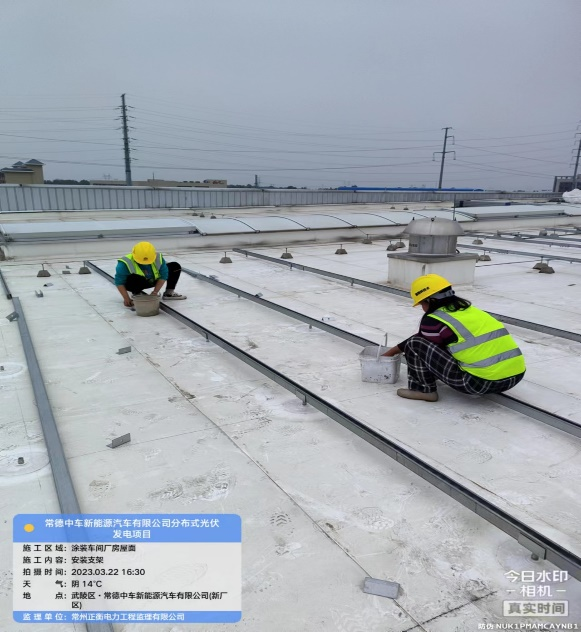 常德中车新能源汽车有限公司分布式光伏
发电项目
施工区域：涂装车间厂房屋面
施工内容：安装支架
拍摄时间：2023.03.22 16:30
天 气：阴 14°C
地 点：武陵区·常德中车新能源汽车有限公司(新厂
区)
监理单位：常州正衡电力工程监理有限公司
今日水印
相机
真实时间
防伪 NUK1PMAMCAYNB1